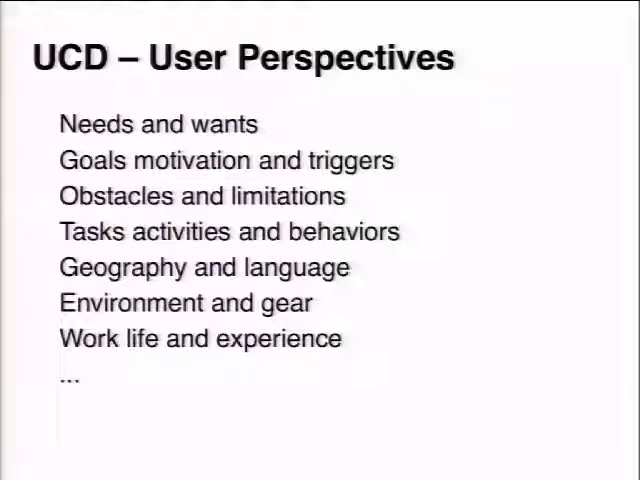 UCD – User Perspectives
Needs and wants
Goals motivation and triggers
Obstacles and limitations
Tasks activities and behaviors
Geography and language
Environment and gear
Work life and experience
...